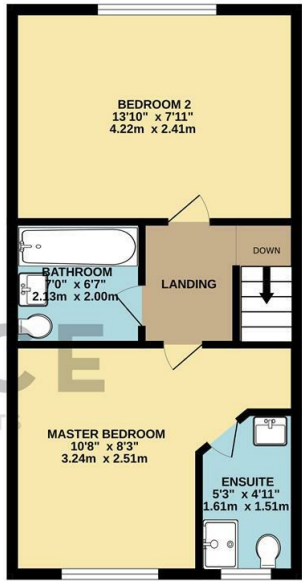 BEDROOM 2
13'10" x 7'11"
4.22m x 2.41m
DOWN
BATHROOM
7'0" x 6'7"
2.13m x 2.00m
LANDING
CE
MASTER BEDROOM
10'8" x 8'3"
3.24m x 2.51m
ENSUITE
5'3" x 4'11"
1.61m x 1.51m